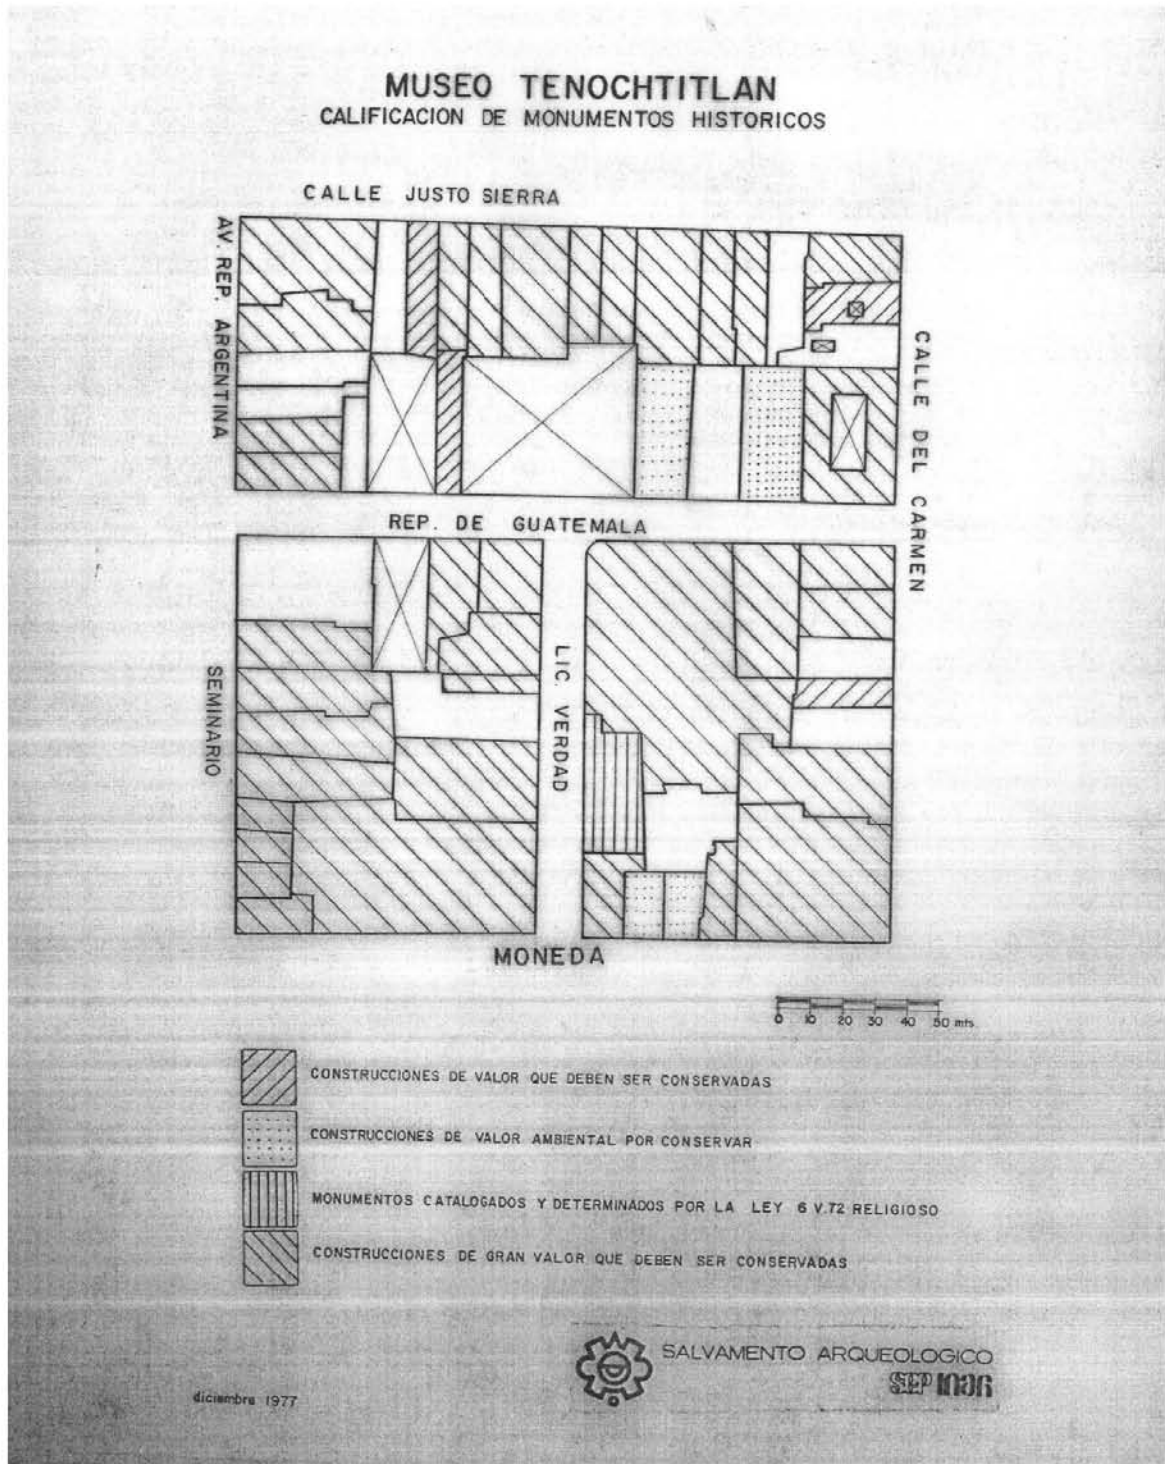 MUSEO TENOCHTITLAN
CALIFICACION DE MONUMENTOS HISTORICOS
CALLE JUSTO SIERRA
AV. REP. ARGENTINA
CALLE DEL CARMEN
REP. DE GUATEMALA
SEMINARIO
LIC. VERDAD
MONEDA
0 10 20 30 40 50 mts.
CONSTRUCCIONES DE VALOR QUE DEBEN SER CONSERVADAS
CONSTRUCCIONES DE VALOR AMBIENTAL POR CONSERVAR
MONUMENTOS CATALOGADOS Y DETERMINADOS POR LA LEY 6 V.72 RELIGIOSO
CONSTRUCCIONES DE GRAN VALOR QUE DEBEN SER CONSERVADAS
SALVAMENTO ARQUEOLOGICO
SEP INAH
diciembre 1977